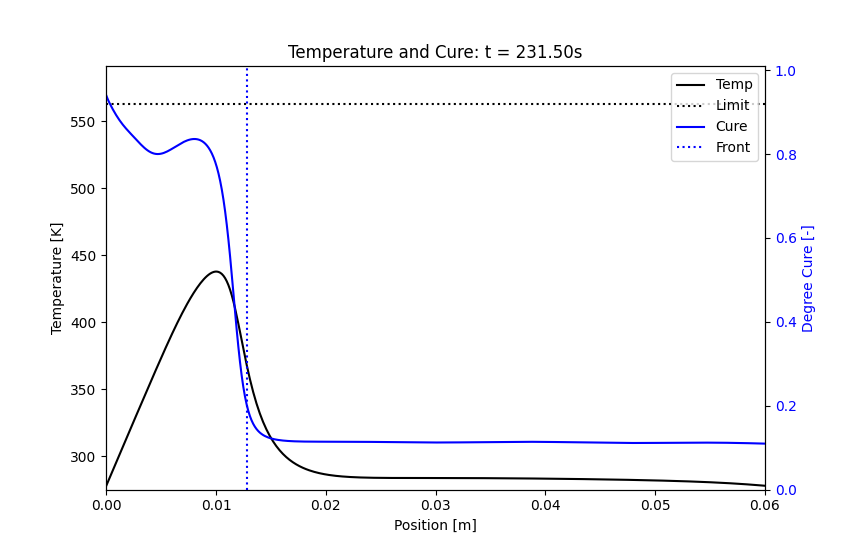 Temperature and Cure: t = 231.50s
Temp
Limit
Cure
Front
Temperature [K]
550
500
450
400
350
300
1.0
0.8
0.6
0.4
0.2
0.0
Degree Cure [-]
0.00 0.01 0.02 0.03 0.04 0.05 0.06
Position [m]